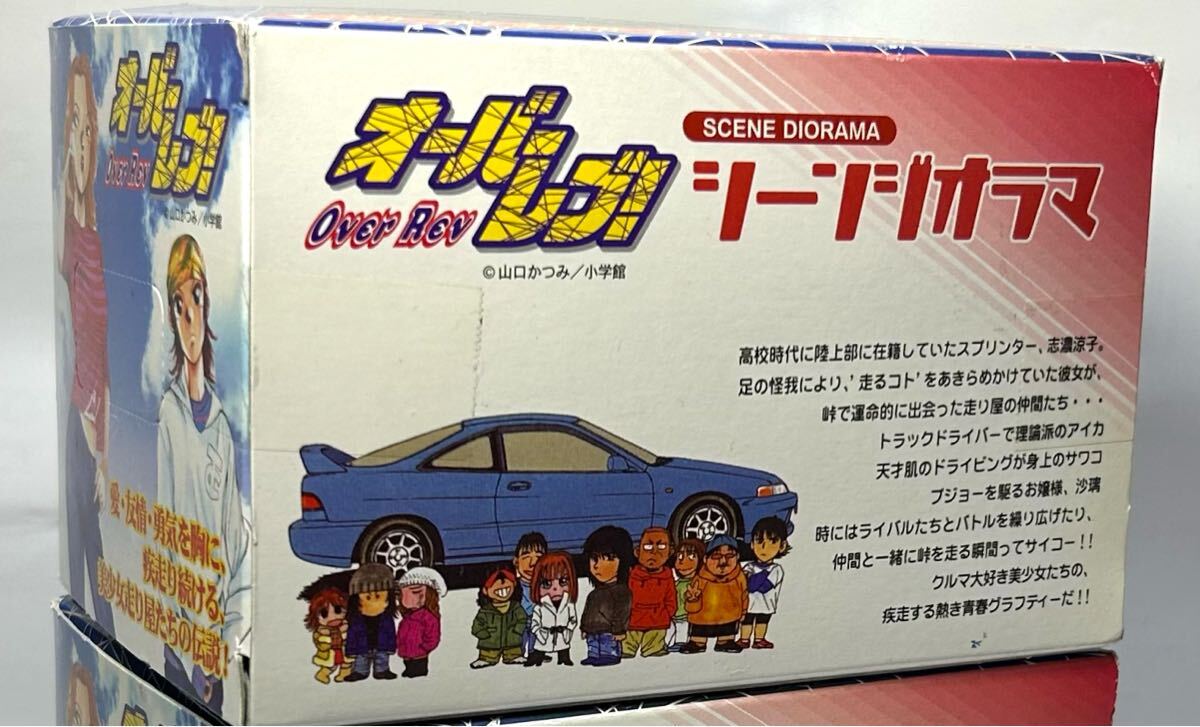 オーバーレブ!
Over Rev
©山口かつみ/小学館
愛・友情・勇気を胸に、
疾走り続ける、
美少女走り屋たちの伝説!
オーバーレブ!
Over Rev
©山口かつみ/小学館
SCENE DIORAMA
シーンジオラマ
高校時代に陸上部に在籍していたスプリンター、志濃涼子。
足の怪我により、'走るコト'をあきらめかけていた彼女が、
峠で運命的に出会った走り屋の仲間たち・・・
トラックドライバーで理論派のアイカ
天才肌のドライビングが身上のサワコ
プジョーを駆るお嬢様、沙璃
時にはライバルたちとバトルを繰り広げたり、
仲間と一緒に峠を走る瞬間ってサイコー!!
クルマ大好き美少女たちの、
疾走する熱き青春グラフティーだ!!